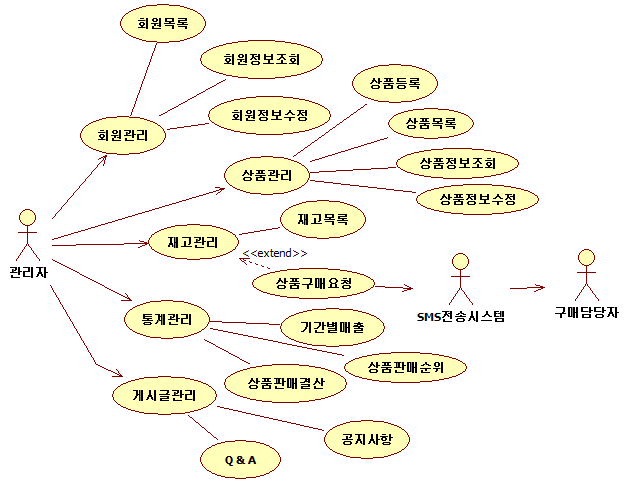 회원목록
회원정보조회
상품등록
회원정보수정
상품목록
회원관리
상품정보조회
상품관리
상품정보수정
재고목록
재고관리
<<extend>>
관리자
상품구매요청
SMS전송시스템
구매담당자
통계관리
기간별매출
상품판매순위
상품판매결산
게시글관리
공지사항
Q & A